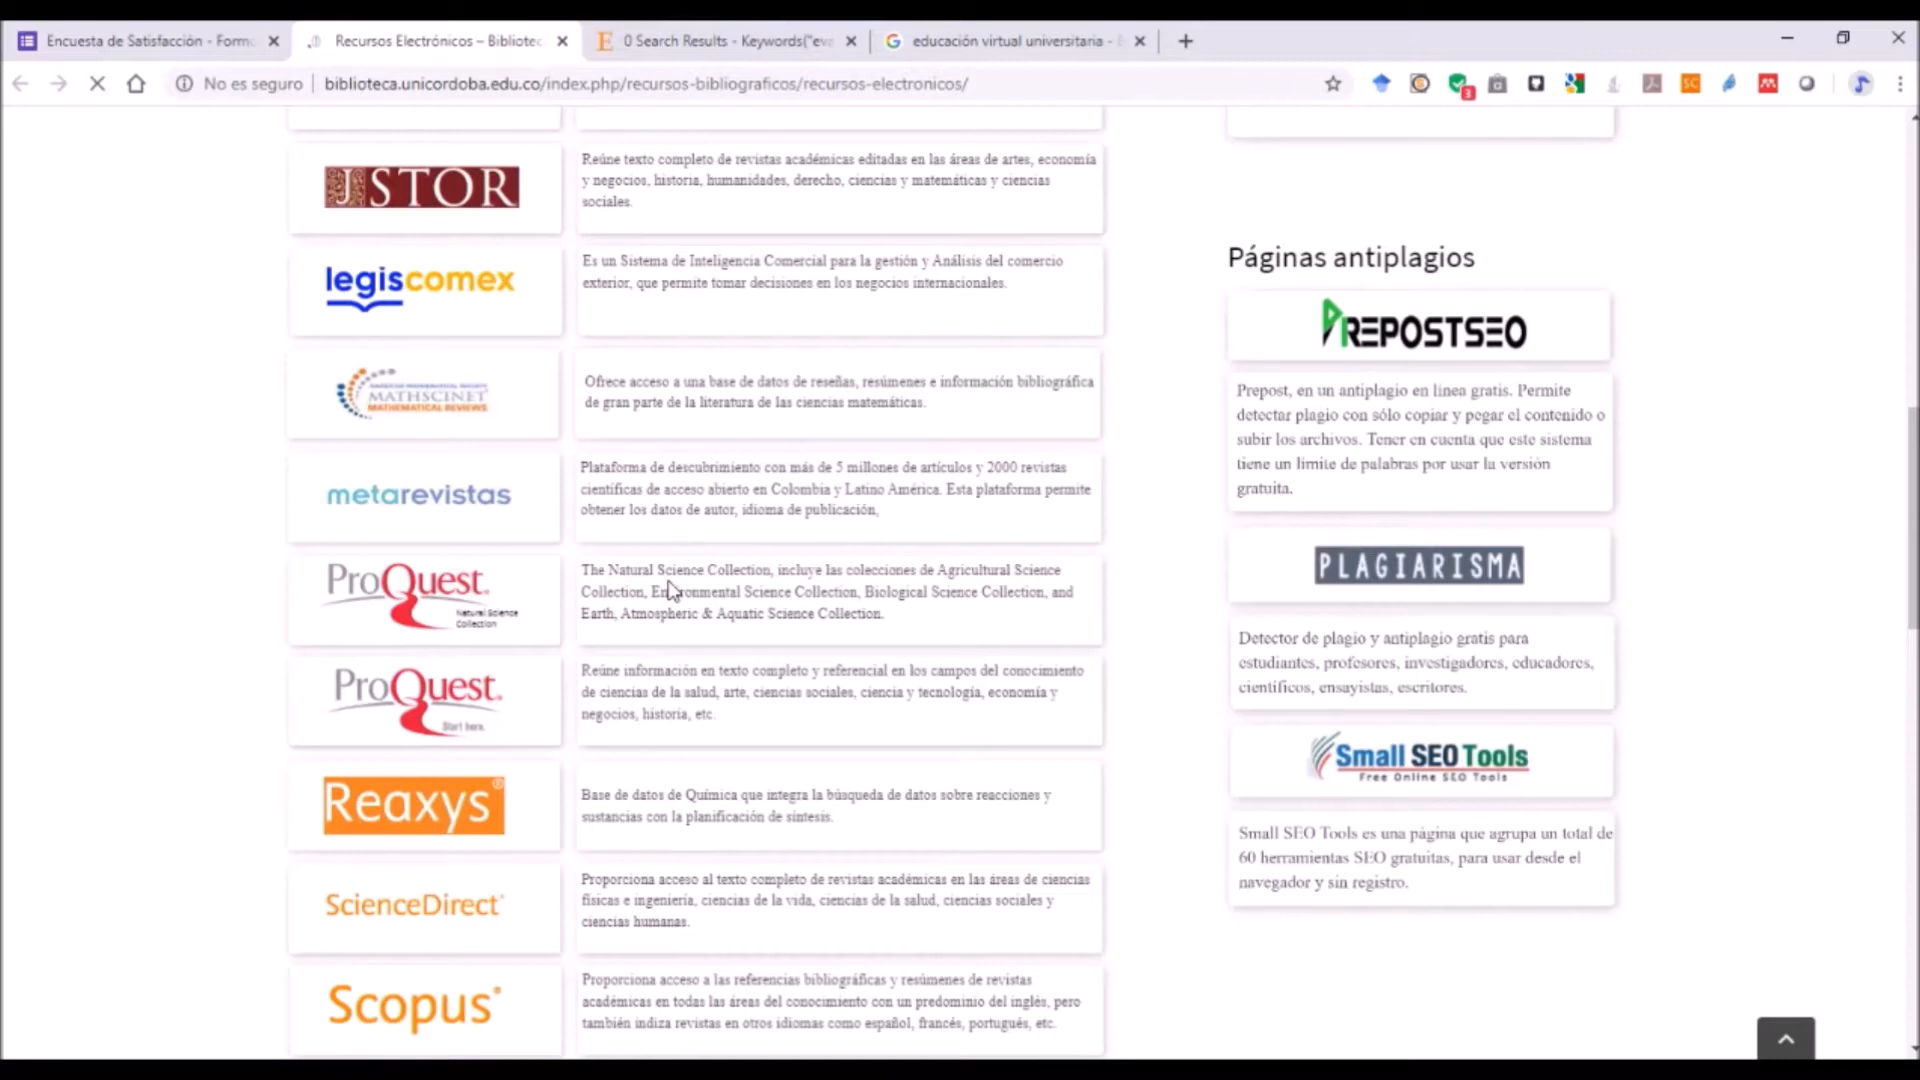 Encuesta de Satisfacción - Formu
Recursos Electrónicos – Bibliotec
0 Search Results - Keywords("eva
educación virtual universitaria -
No es seguro
biblioteca.unicordoba.edu.co/index.php/recursos-bibliograficos/recursos-electronicos/
JSTOR
Reúne texto completo de revistas académicas editadas en las áreas de artes, economía
y negocios, historia, humanidades, derecho, ciencias y matemáticas y ciencias
sociales.
legiscomex
Es un Sistema de Inteligencia Comercial para la gestión y Análisis del comercio
exterior, que permite tomar decisiones en los negocios internacionales.
AMERICAN MATHEMATICAL SOCIETY
MATHSCINET
MATHEMATICAL REVIEWS
Ofrece acceso a una base de datos de reseñas, resúmenes e información bibliográfica
de gran parte de la literatura de las ciencias matemáticas.
metarevistas
Plataforma de descubrimiento con más de 5 millones de artículos y 2000 revistas
científicas de acceso abierto en Colombia y Latino América. Esta plataforma permite
obtener los datos de autor, idioma de publicación,
ProQuest
Natural Science
Collection
The Natural Science Collection, incluye las colecciones de Agricultural Science
Collection, Environmental Science Collection, Biological Science Collection, and
Earth, Atmospheric & Aquatic Science Collection.
ProQuest
Start here.
Reúne información en texto completo y referencial en los campos del conocimiento
de ciencias de la salud, arte, ciencias sociales, ciencia y tecnología, economía y
negocios, historia, etc.
Reaxys®
Base de datos de Química que integra la búsqueda de datos sobre reacciones y
sustancias con la planificación de síntesis.
ScienceDirect
Proporciona acceso al texto completo de revistas académicas en las áreas de ciencias
físicas e ingeniería, ciencias de la vida, ciencias de la salud, ciencias sociales y
ciencias humanas.
Scopus
Proporciona acceso a las referencias bibliográficas y resúmenes de revistas
académicas en todas las áreas del conocimiento con un predominio del inglés, pero
también indiza revistas en otros idiomas como español, francés, portugués, etc.
Páginas antiplagios
PREPOSTSEO
Prepost, en un antiplagio en línea gratis. Permite
detectar plagio con sólo copiar y pegar el contenido o
subir los archivos. Tener en cuenta que este sistema
tiene un límite de palabras por usar la versión
gratuita.
PLAGIARISMA
Detector de plagio y antiplagio gratis para
estudiantes, profesores, investigadores, educadores,
científicos, ensayistas, escritores.
Small SEO Tools
Free Online SEO Tools
Small SEO Tools es una página que agrupa un total de
60 herramientas SEO gratuitas, para usar desde el
navegador y sin registro.